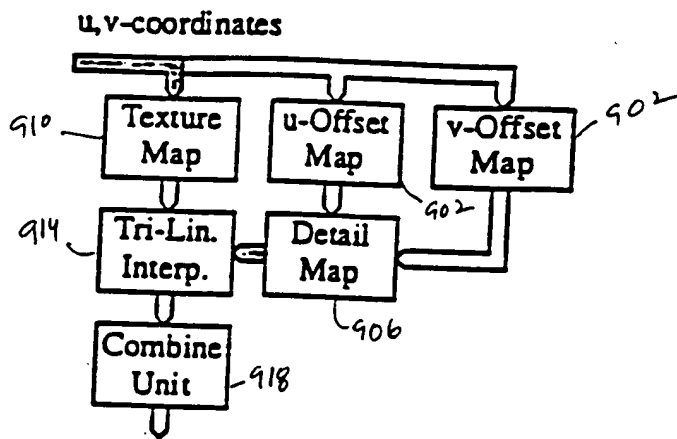 u,v-coordinates
910
Texture
Map
u-Offset
Map
902
v-Offset
Map
902
914
Tri-Lin.
Interp.
Detail
Map
906
Combine
Unit
918